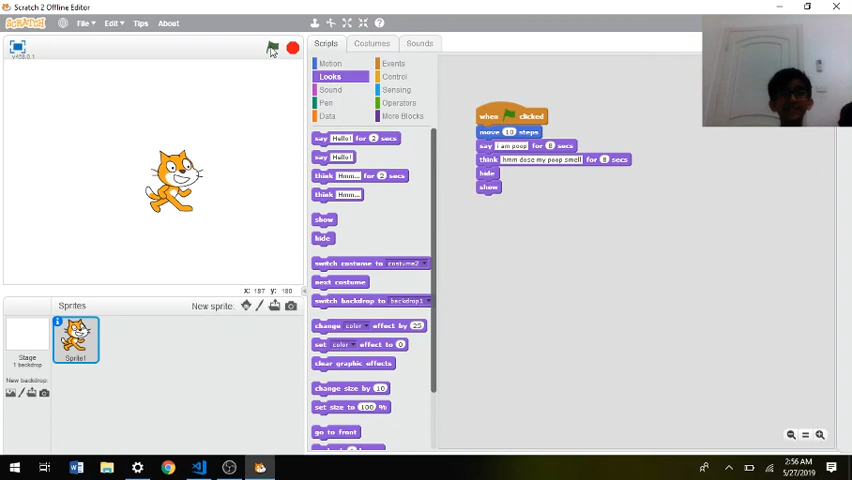 Scratch 2 Offline Editor
SCRATCH File Edit Tips About
v458.0.1
Scripts Costumes Sounds
Motion Events
Looks Control
Sound Sensing
Pen Operators
Data More Blocks
say Hello! for 2 secs
say Hello!
think Hmm... for 2 secs
think Hmm...
show
hide
switch costume to costume2
next costume
switch backdrop to backdrop1
change color effect by 25
set color effect to 0
clear graphic effects
change size by 10
set size to 100 %
go to front
when clicked
move 10 steps
say i am poop for 8 secs
think hmm dose my poop smell for 8 secs
hide
show
x: 187 y: 180
Sprites New sprite:
Stage
1 backdrop
New backdrop:
Sprite1
2:56 AM
5/27/2019